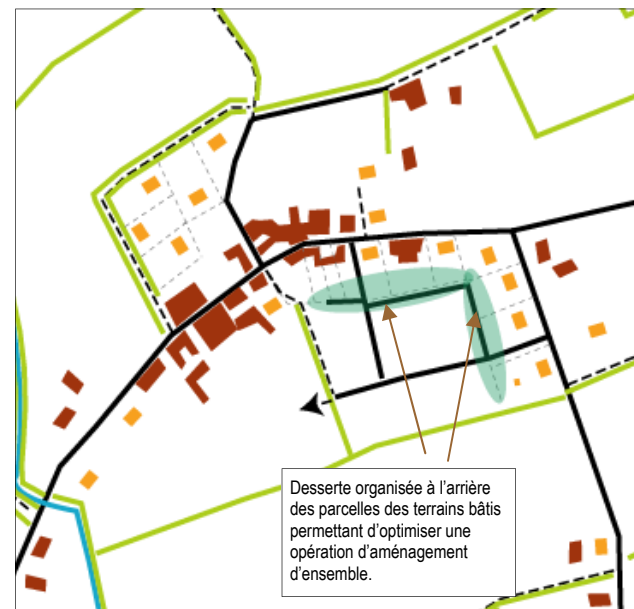 Desserte organisée à l’arrière
des parcelles des terrains bâtis
permettant d’optimiser une
opération d’aménagement
d’ensemble.